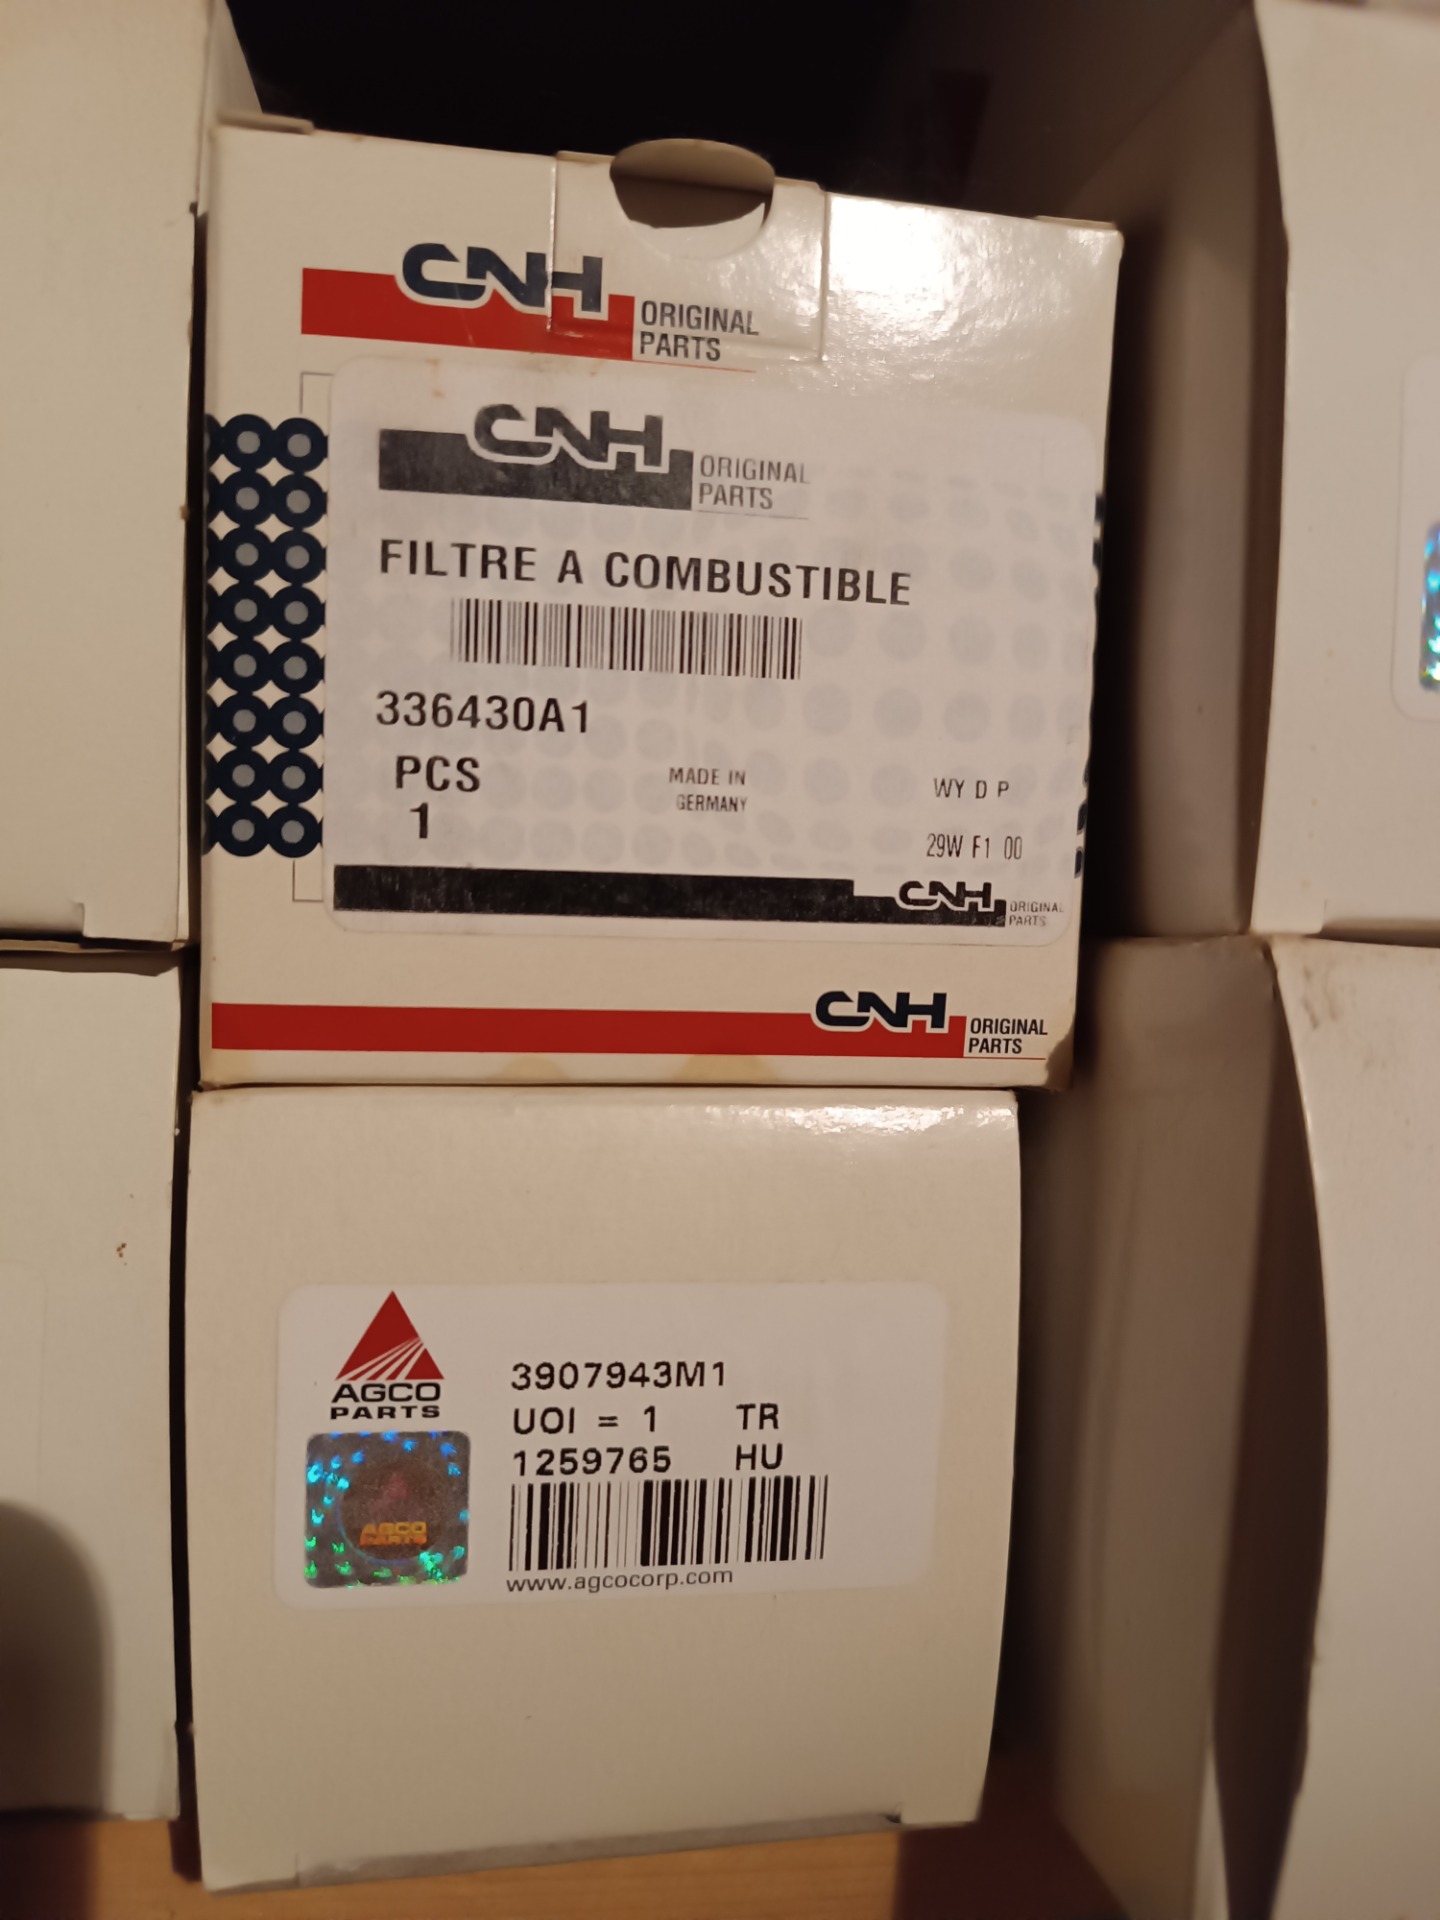 CNH
ORIGINAL
PARTS
CNH
ORIGINAL
PARTS
FILTRE A COMBUSTIBLE
336430A1
PCS
1
MADE IN
GERMANY
WY D P
29W F1 00
CNH
ORIGINAL
PARTS
CNH
ORIGINAL
PARTS
AGCO
PARTS
3907943M1
UOI = 1 TR
1259765 HU
AGCO
PARTS
www.agcocorp.com